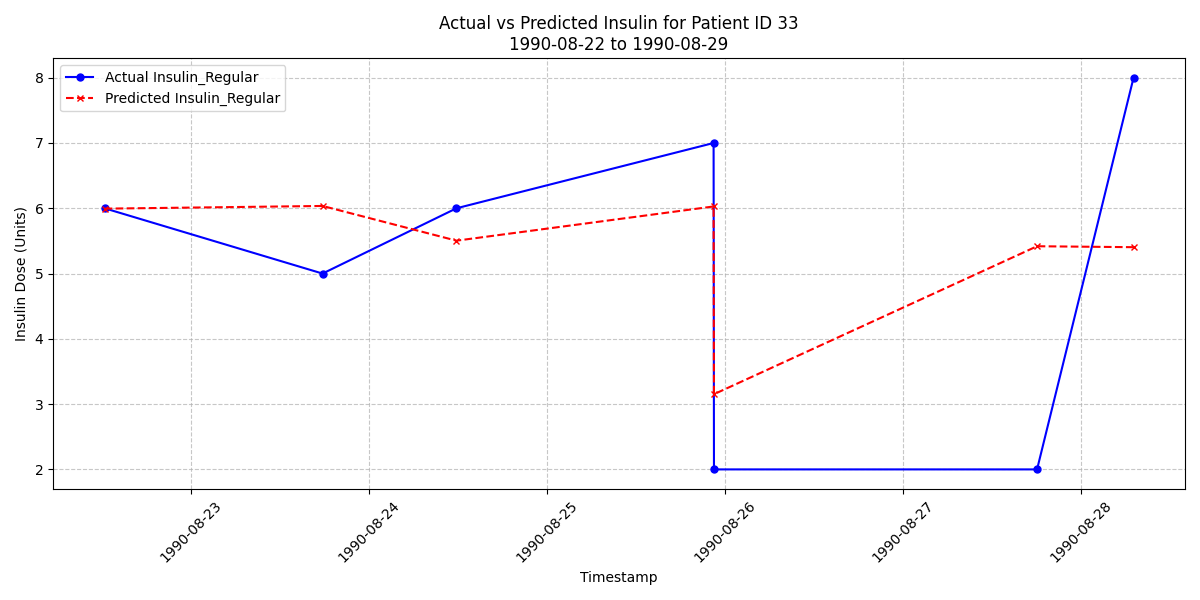 Actual vs Predicted Insulin for Patient ID 33
1990-08-22 to 1990-08-29
Actual Insulin_Regular
Predicted Insulin_Regular
Insulin Dose (Units)
8
7
6
5
4
3
2
1990-08-23
1990-08-24
1990-08-25
1990-08-26
1990-08-27
1990-08-28
Timestamp